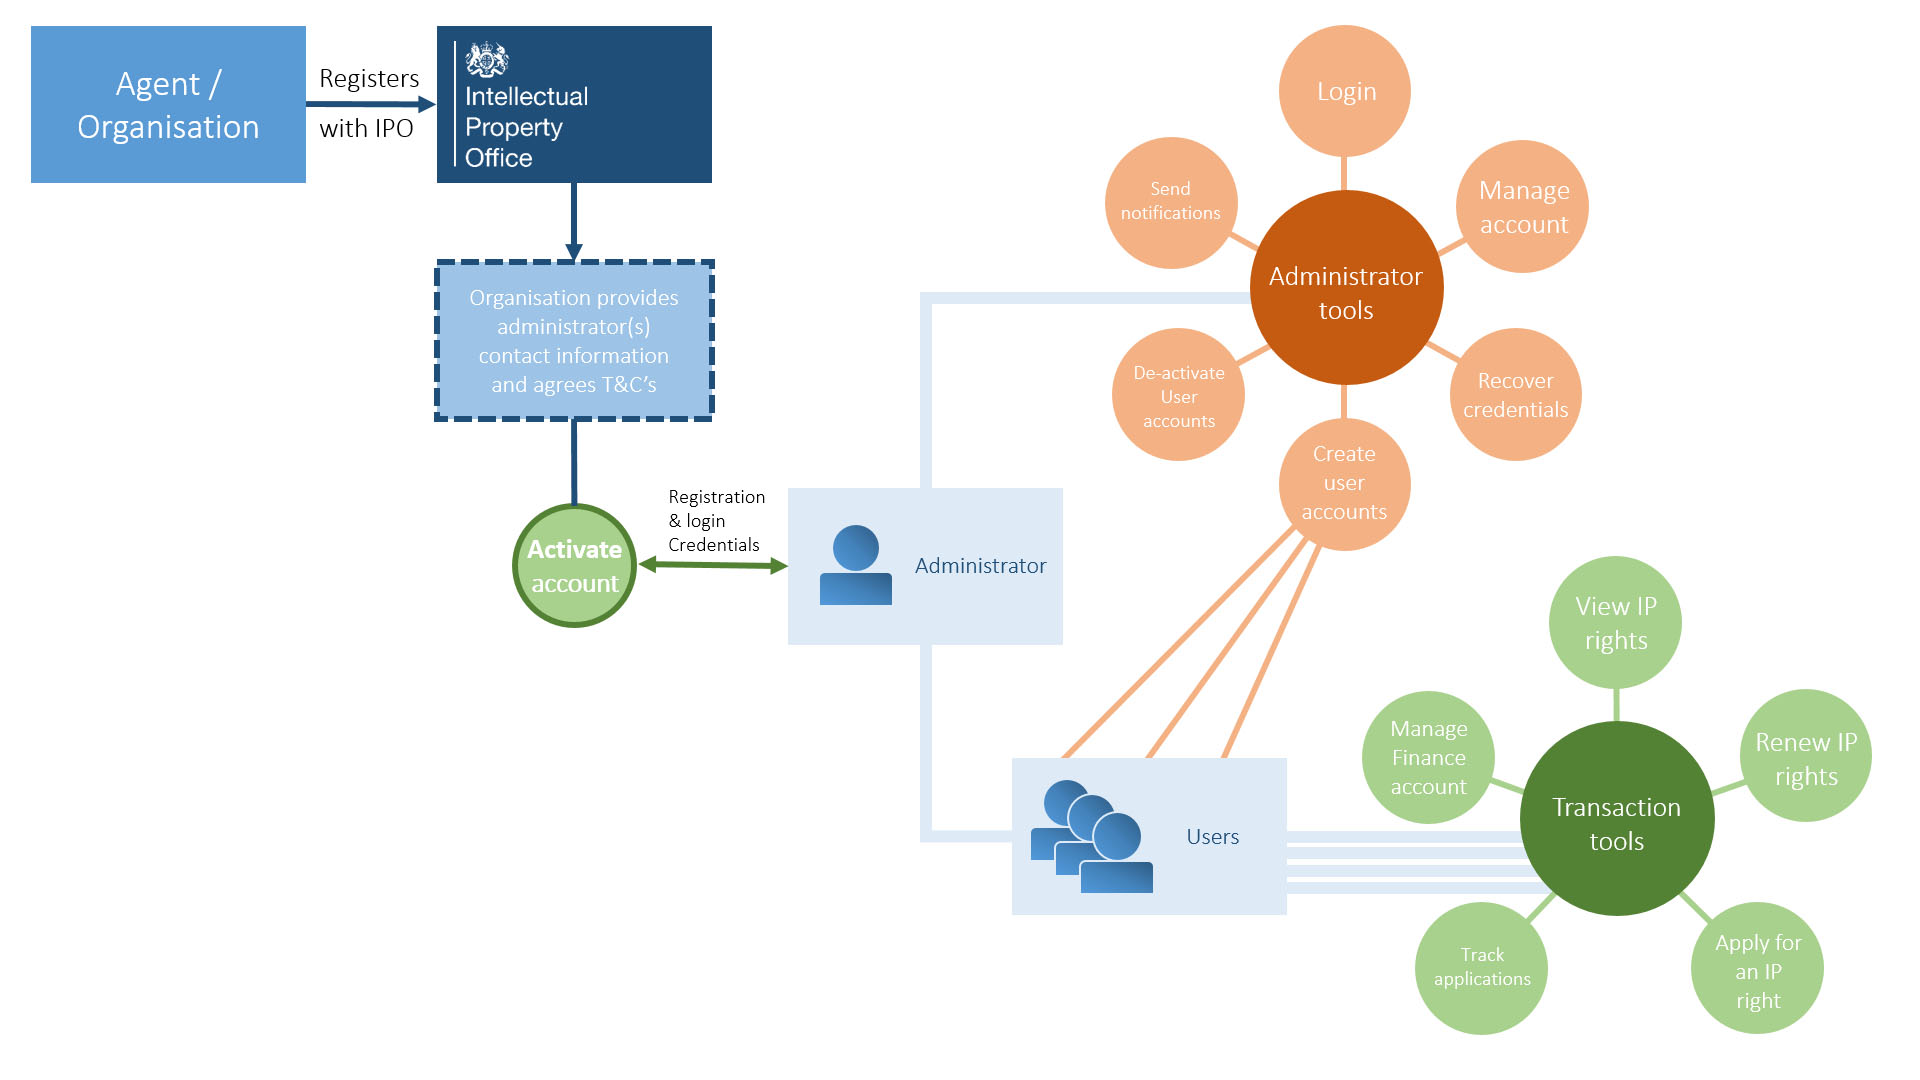 Agent /
Organisation
Registers
with IPO
Intellectual
Property
Office
Organisation provides
administrator(s)
contact information
and agrees T&C’s
Activate
account
Registration
& login
Credentials
Administrator
Login
Send
notifications
Manage
account
Administrator
tools
De-activate
User
accounts
Recover
credentials
Create
user
accounts
Users
View IP
rights
Manage
Finance
account
Renew IP
rights
Transaction
tools
Track
applications
Apply for
an IP
right